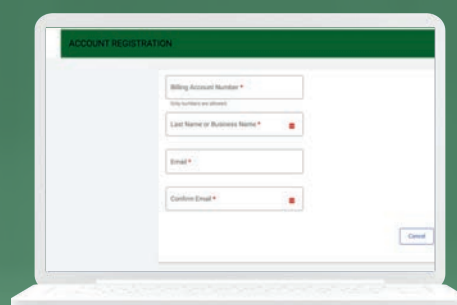 ACCOUNT REGISTRATION
Billing Account Number *
Only numbers are allowed
Last Name or Business Name *
Email *
Confirm Email *
Cancel